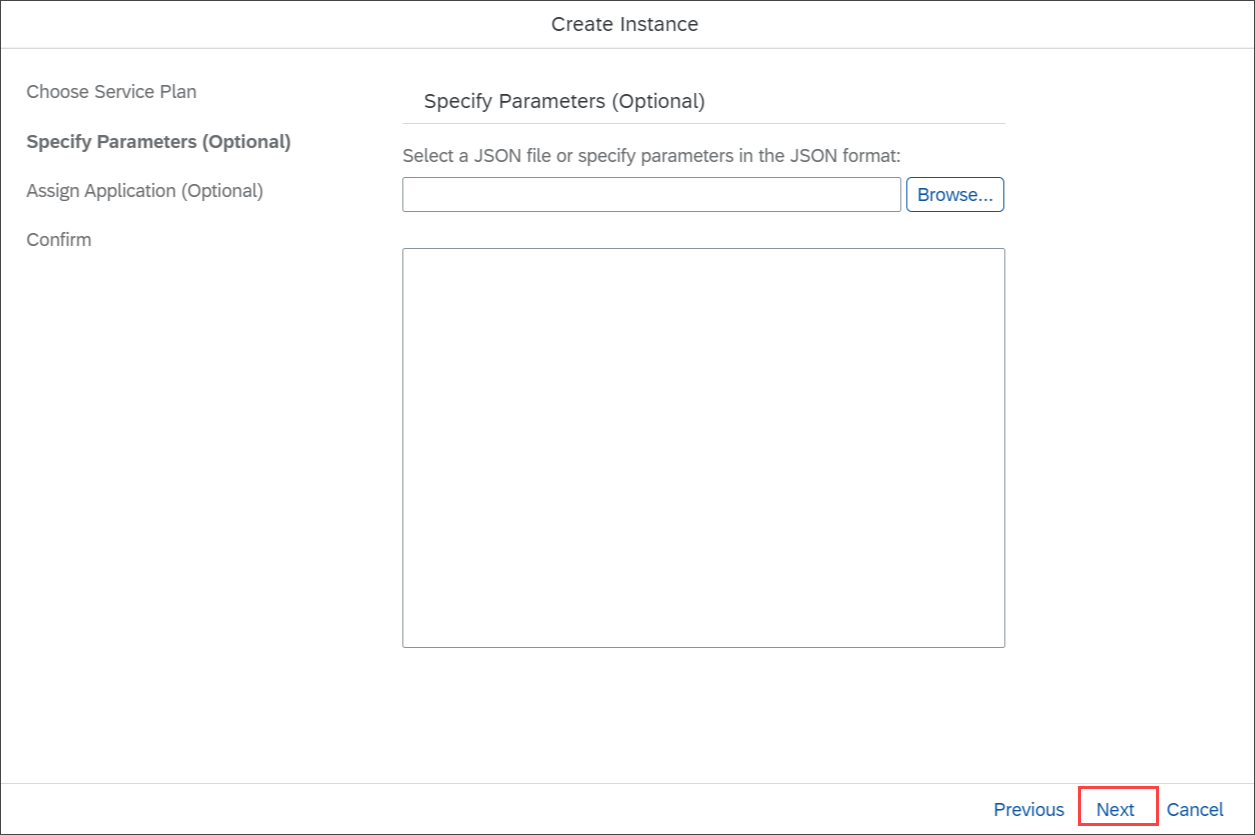 Create Instance
Choose Service Plan
Specify Parameters (Optional)
Assign Application (Optional)
Confirm
Specify Parameters (Optional)
Select a JSON file or specify parameters in the JSON format:
Browse...
Previous
Next
Cancel